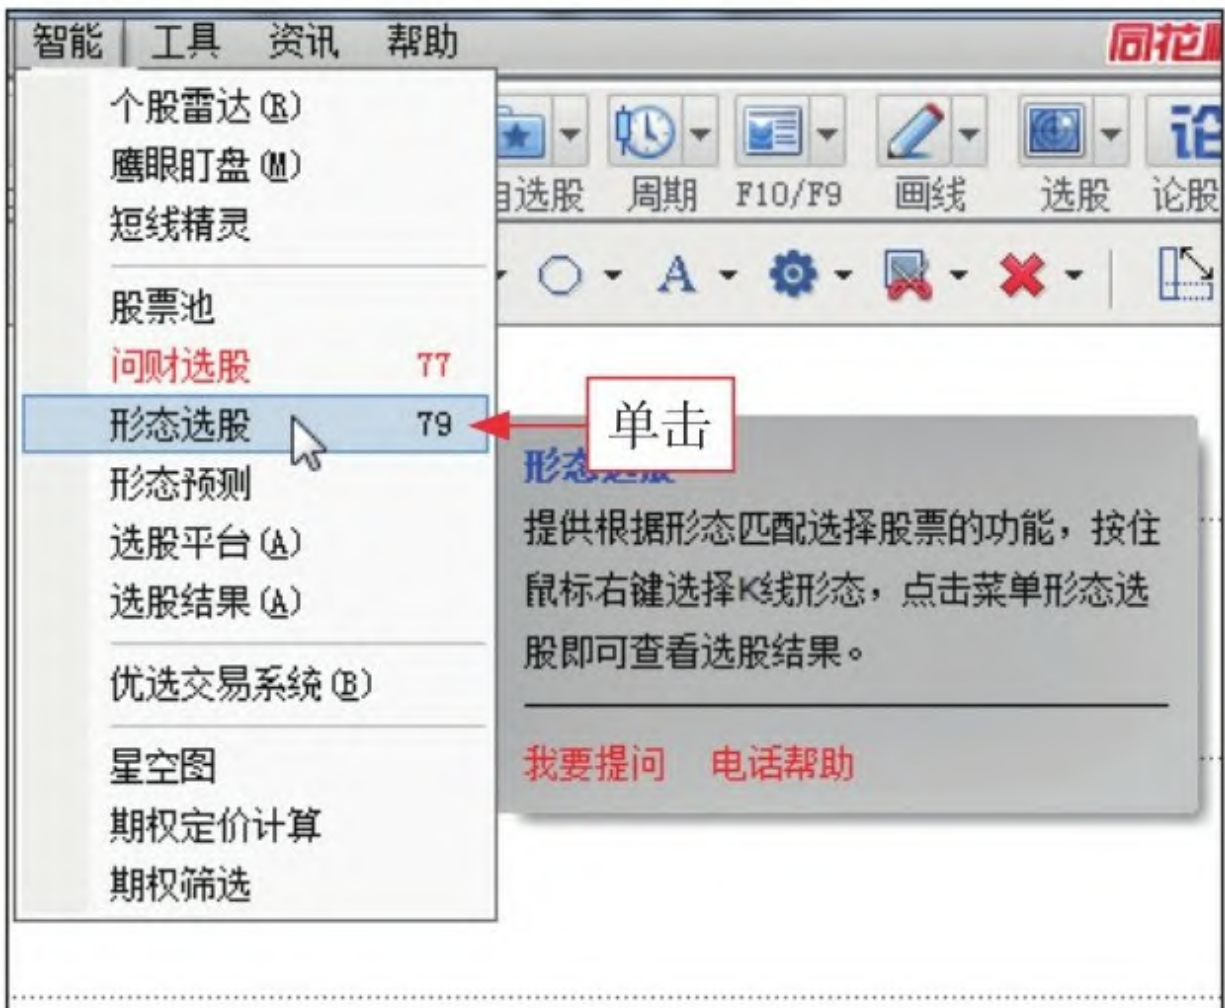 智能 工具 资讯 帮助
同花顺
个股雷达(R)
鹰眼盯盘(M)
短线精灵
自选股 周期 F10/F9 画线 选股 论股
论
A
股票池
问财选股 77
形态选股 79
单击
形态预测
选股平台(A)
选股结果(A)
优选交易系统(B)
星空图
期权定价计算
期权筛选
形态选股
提供根据形态匹配选择股票的功能，按住
鼠标右键选择K线形态，点击菜单形态选
股即可查看选股结果。
我要提问 电话帮助